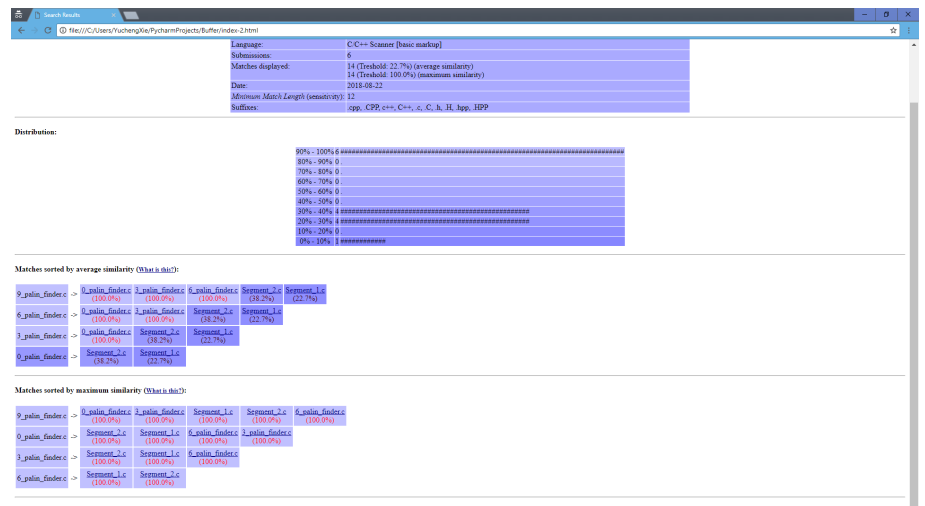 Search Results
file:///C:/Users/YuchengXie/PycharmProjects/Buffer/index-2.html
Language: C/C++ Scanner [basic markup]
Submissions: 6
Matches displayed: 14 (Treshold: 22.7%) (average similarity)
14 (Treshold: 100.0%) (maximum similarity)
Date: 2018-08-22
Minimum Match Length (sensitivity): 12
Suffixes: .cpp, .CPP, c++, C++, .c, .C, .h, .H, .hpp, .HPP
Distribution:
90% - 100% 6 ###########################################################################
80% - 90% 0 .
70% - 80% 0 .
60% - 70% 0 .
50% - 60% 0 .
40% - 50% 0 .
30% - 40% 4 ##################################################
20% - 30% 4 ##################################################
10% - 20% 0 .
0% - 10% 1 ############
Matches sorted by average similarity (What is this?):
9_palin_finder.c -> 0_palin_finder.c 3_palin_finder.c 6_palin_finder.c Segment_2.c Segment_1.c
(100.0%) (100.0%) (100.0%) (38.2%) (22.7%)
6_palin_finder.c -> 0_palin_finder.c 3_palin_finder.c Segment_2.c Segment_1.c
(100.0%) (100.0%) (38.2%) (22.7%)
3_palin_finder.c -> 0_palin_finder.c Segment_2.c Segment_1.c
(100.0%) (38.2%) (22.7%)
0_palin_finder.c -> Segment_2.c Segment_1.c
(38.2%) (22.7%)
Matches sorted by maximum similarity (What is this?):
9_palin_finder.c -> 0_palin_finder.c 3_palin_finder.c Segment_1.c Segment_2.c 6_palin_finder.c
(100.0%) (100.0%) (100.0%) (100.0%) (100.0%)
0_palin_finder.c -> Segment_2.c Segment_1.c 6_palin_finder.c 3_palin_finder.c
(100.0%) (100.0%) (100.0%) (100.0%)
3_palin_finder.c -> Segment_2.c Segment_1.c 6_palin_finder.c
(100.0%) (100.0%) (100.0%)
6_palin_finder.c -> Segment_1.c Segment_2.c
(100.0%) (100.0%)